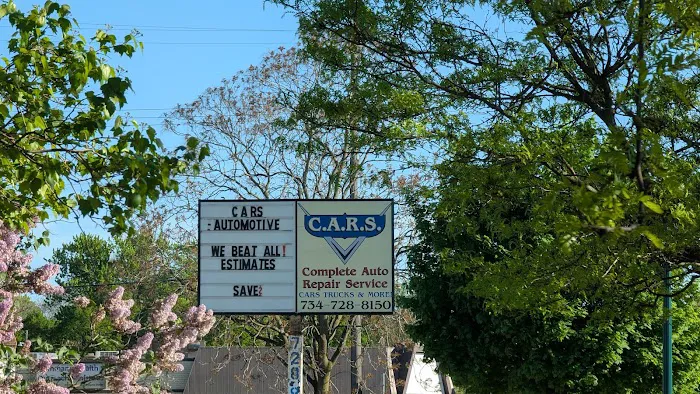 CARS
AUTOMOTIVE
WE BEAT ALL!
ESTIMATES
SAVE
C.A.R.S.
Complete Auto
Repair Service
CARS TRUCKS & MORE!
734-728-8150